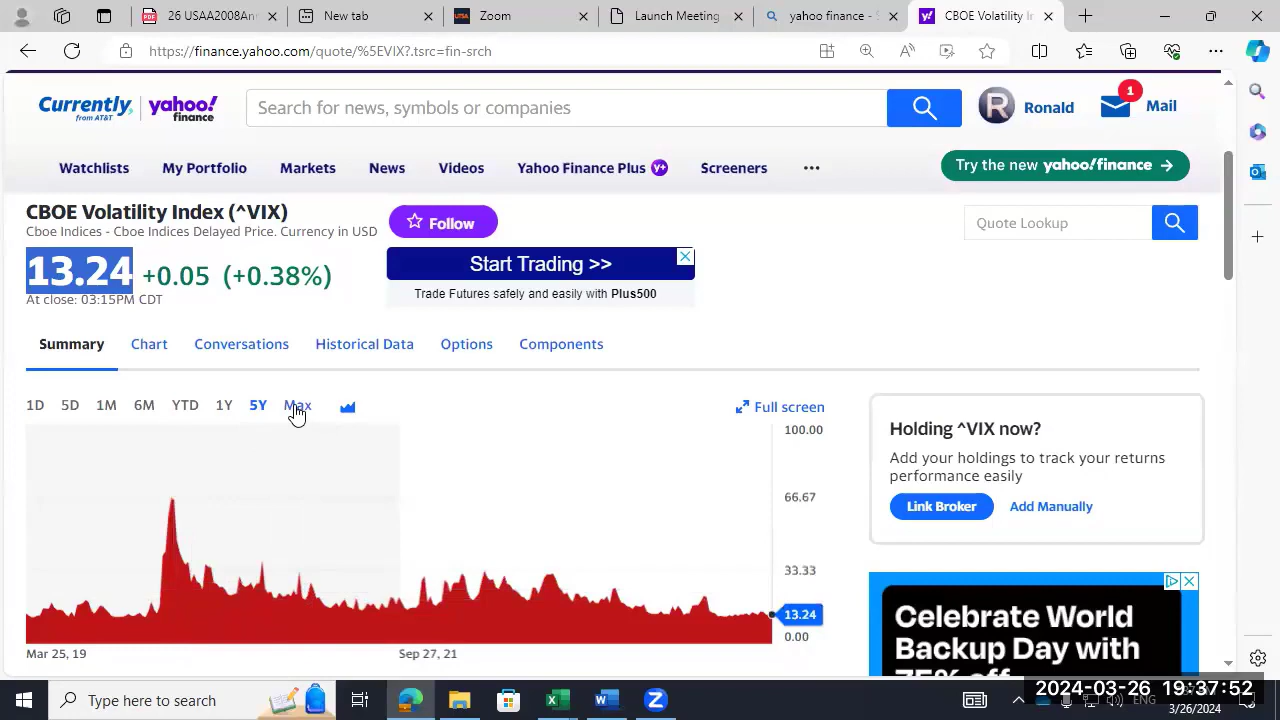 26 USAA0108An
New tab
UTSA
Zoom
Launch Meeting
yahoo finance - S
y!
CBOE Volatility In
https://finance.yahoo.com/quote/%5EVIX?.tsrc=fin-srch
Currently,
from AT&T
yahoo!
finance
Search for news, symbols or companies
R
Ronald
1
Mail
Watchlists
My Portfolio
Markets
News
Videos
Yahoo Finance Plus
Screeners
Try the new yahoo/finance
CBOE Volatility Index (^VIX)
Cboe Indices - Cboe Indices Delayed Price. Currency in USD
Follow
Quote Lookup
13.24 +0.05 (+0.38%)
At close: 03:15PM CDT
Start Trading >>
Trade Futures safely and easily with Plus500
Summary
Chart
Conversations
Historical Data
Options
Components
1D
5D
1M
6M
YTD
1Y
5Y
Max
Full screen
100.00
66.67
33.33
13.24
0.00
Mar 25, 19
Sep 27, 21
Holding ^VIX now?
Add your holdings to track your returns
performance easily
Link Broker
Add Manually
Celebrate World
Backup Day with
Type here to search
ENG
2024-03-26 19:37:52
3/26/2024